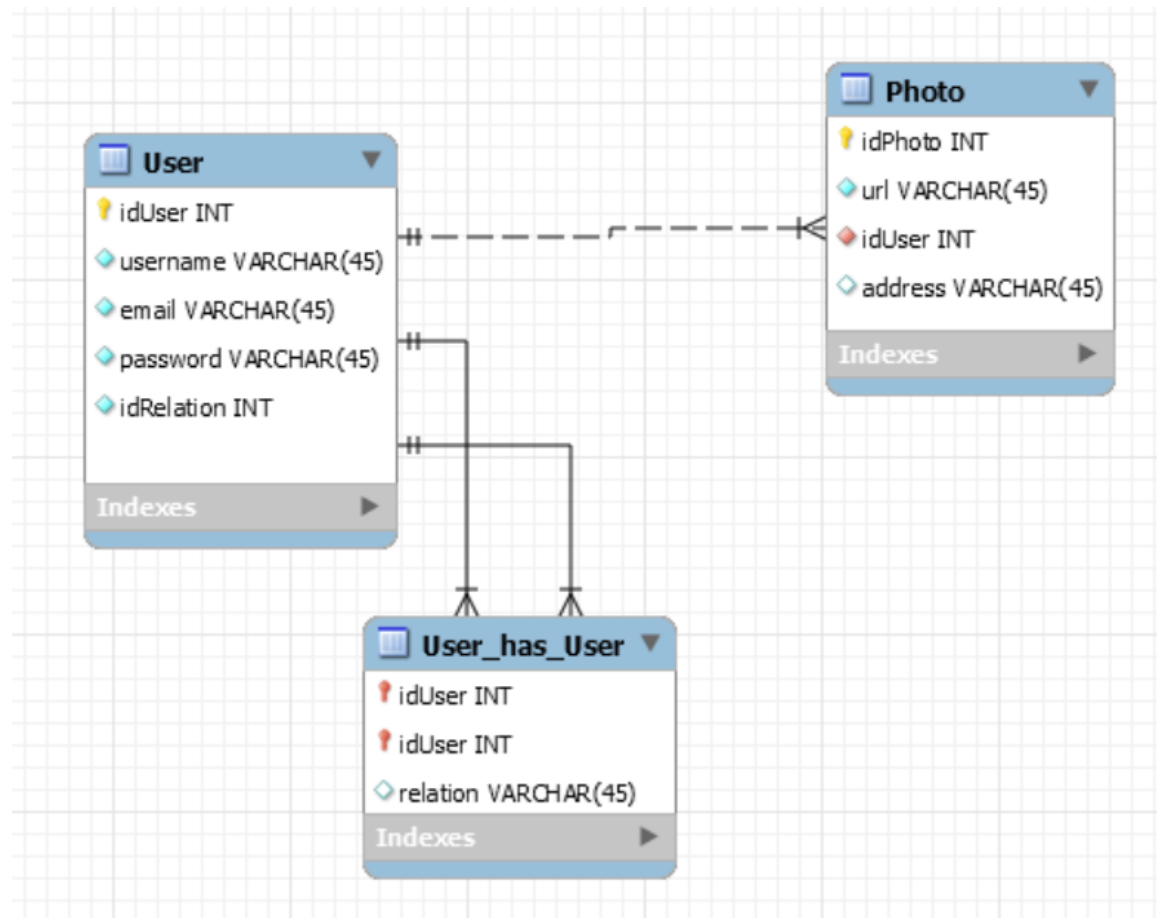 User
idUser INT
username VARCHAR(45)
email VARCHAR(45)
password VARCHAR(45)
idRelation INT
Indexes
Photo
idPhoto INT
url VARCHAR(45)
idUser INT
address VARCHAR(45)
Indexes
User_has_User
idUser INT
idUser INT
relation VARCHAR(45)
Indexes